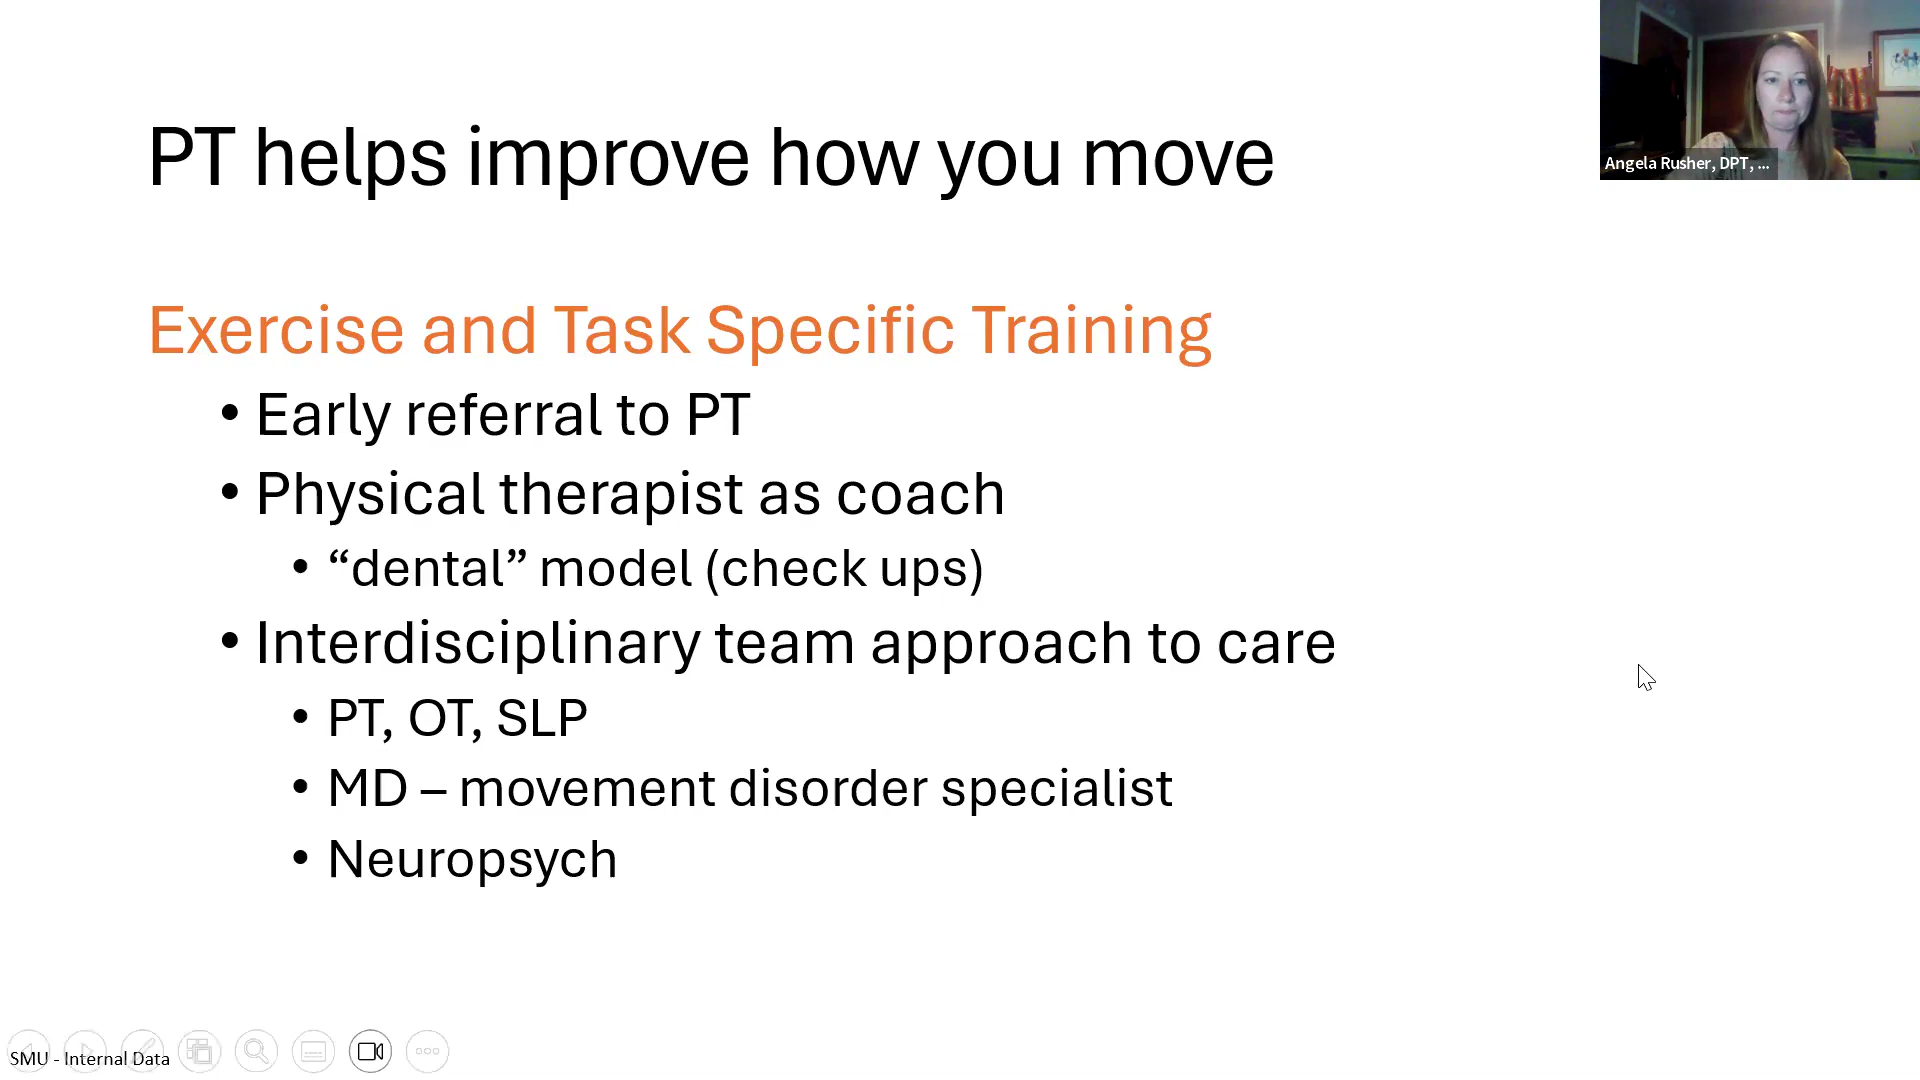 PT helps improve how you move
Angela Rusher, DPT, ...
Exercise and Task Specific Training
• Early referral to PT
• Physical therapist as coach
• “dental” model (check ups)
• Interdisciplinary team approach to care
• PT, OT, SLP
• MD – movement disorder specialist
• Neuropsych
SMU - Internal Data